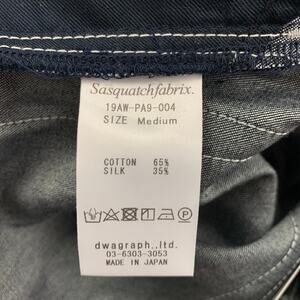 Sasquatchfabrix.
19AW-PA9-004
SIZE Medium
COTTON 65%
SILK 35%
dwagraph.,ltd.
03-6303-3053
MADE IN JAPAN